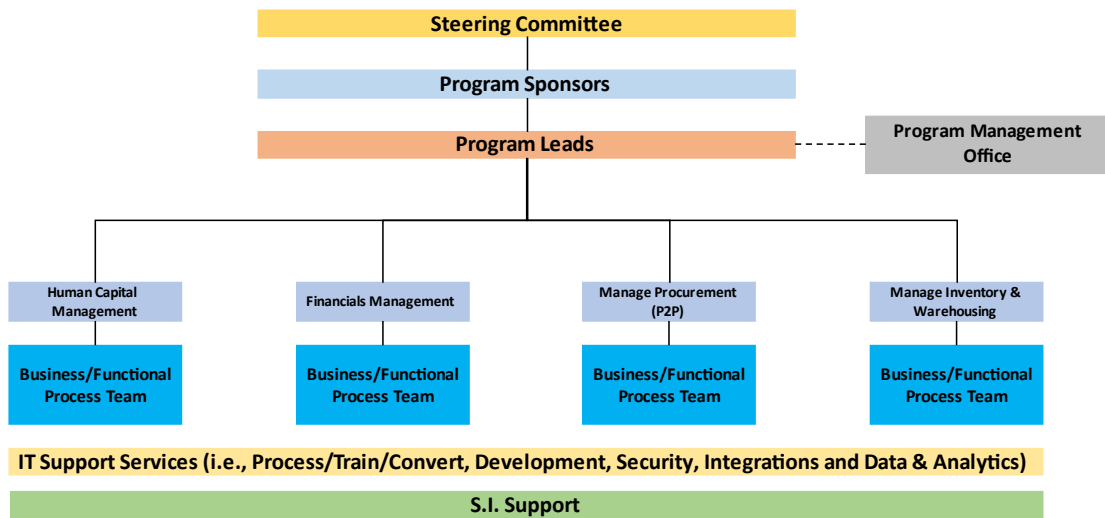 Steering Committee
Program Sponsors
Program Leads
Program Management
Office
Human Capital
Management
Financials Management
Manage Procurement
(P2P)
Manage Inventory &
Warehousing
Business/Functional
Process Team
Business/Functional
Process Team
Business/Functional
Process Team
Business/Functional
Process Team
IT Support Services (i.e., Process/Train/Convert, Development, Security, Integrations and Data & Analytics)
S.I. Support